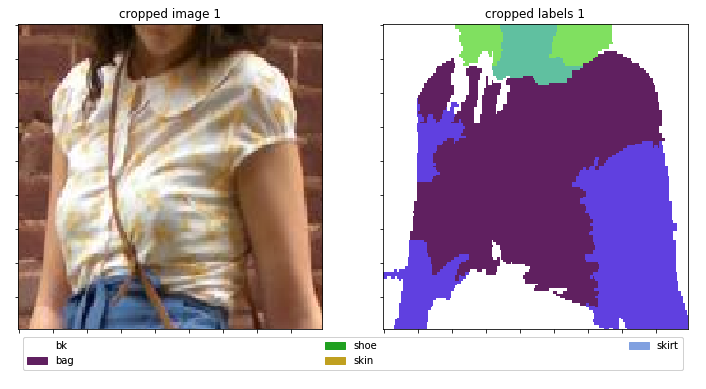 cropped image 1
cropped labels 1
bk
bag
shoe
skin
skirt